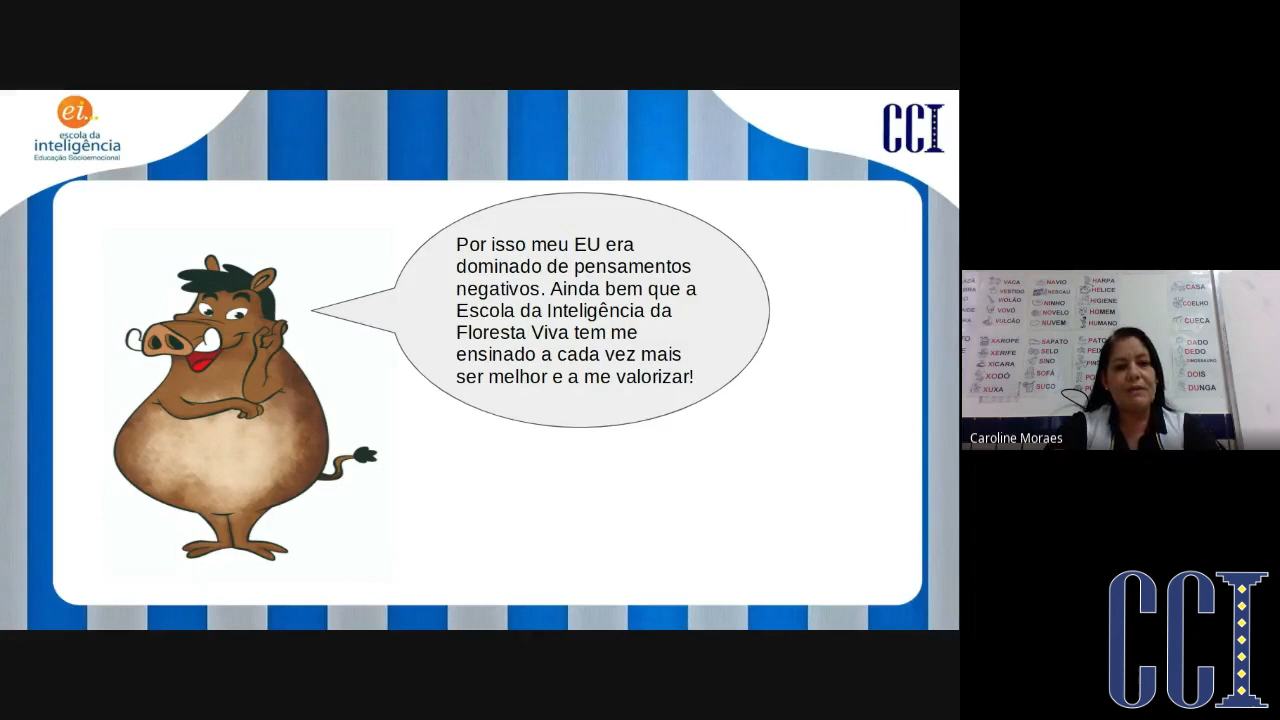 ei...
escola da
inteligência
Educação Socioemocional
CCI
Por isso meu EU era
dominado de pensamentos
negativos. Ainda bem que a
Escola da Inteligência da
Floresta Viva tem me
ensinado a cada vez mais
ser melhor e a me valorizar!
VACA
VESTIDO
VIOLÃO
VOVÓ
VULCÃO
NAVIO
NESCAU
NINHO
NOVELO
NUVEM
HARPA
HÉLICE
HIGIENE
HOMEM
HUMANO
CASA
COELHO
CUECA
XAROPE
XERIFE
XÍCARA
XODÓ
XUXA
SAPATO
SELO
SINO
SOFÁ
SUCO
DADO
DEDO
DINOSSAURO
DOIS
DUNGA
Caroline Moraes
CCI